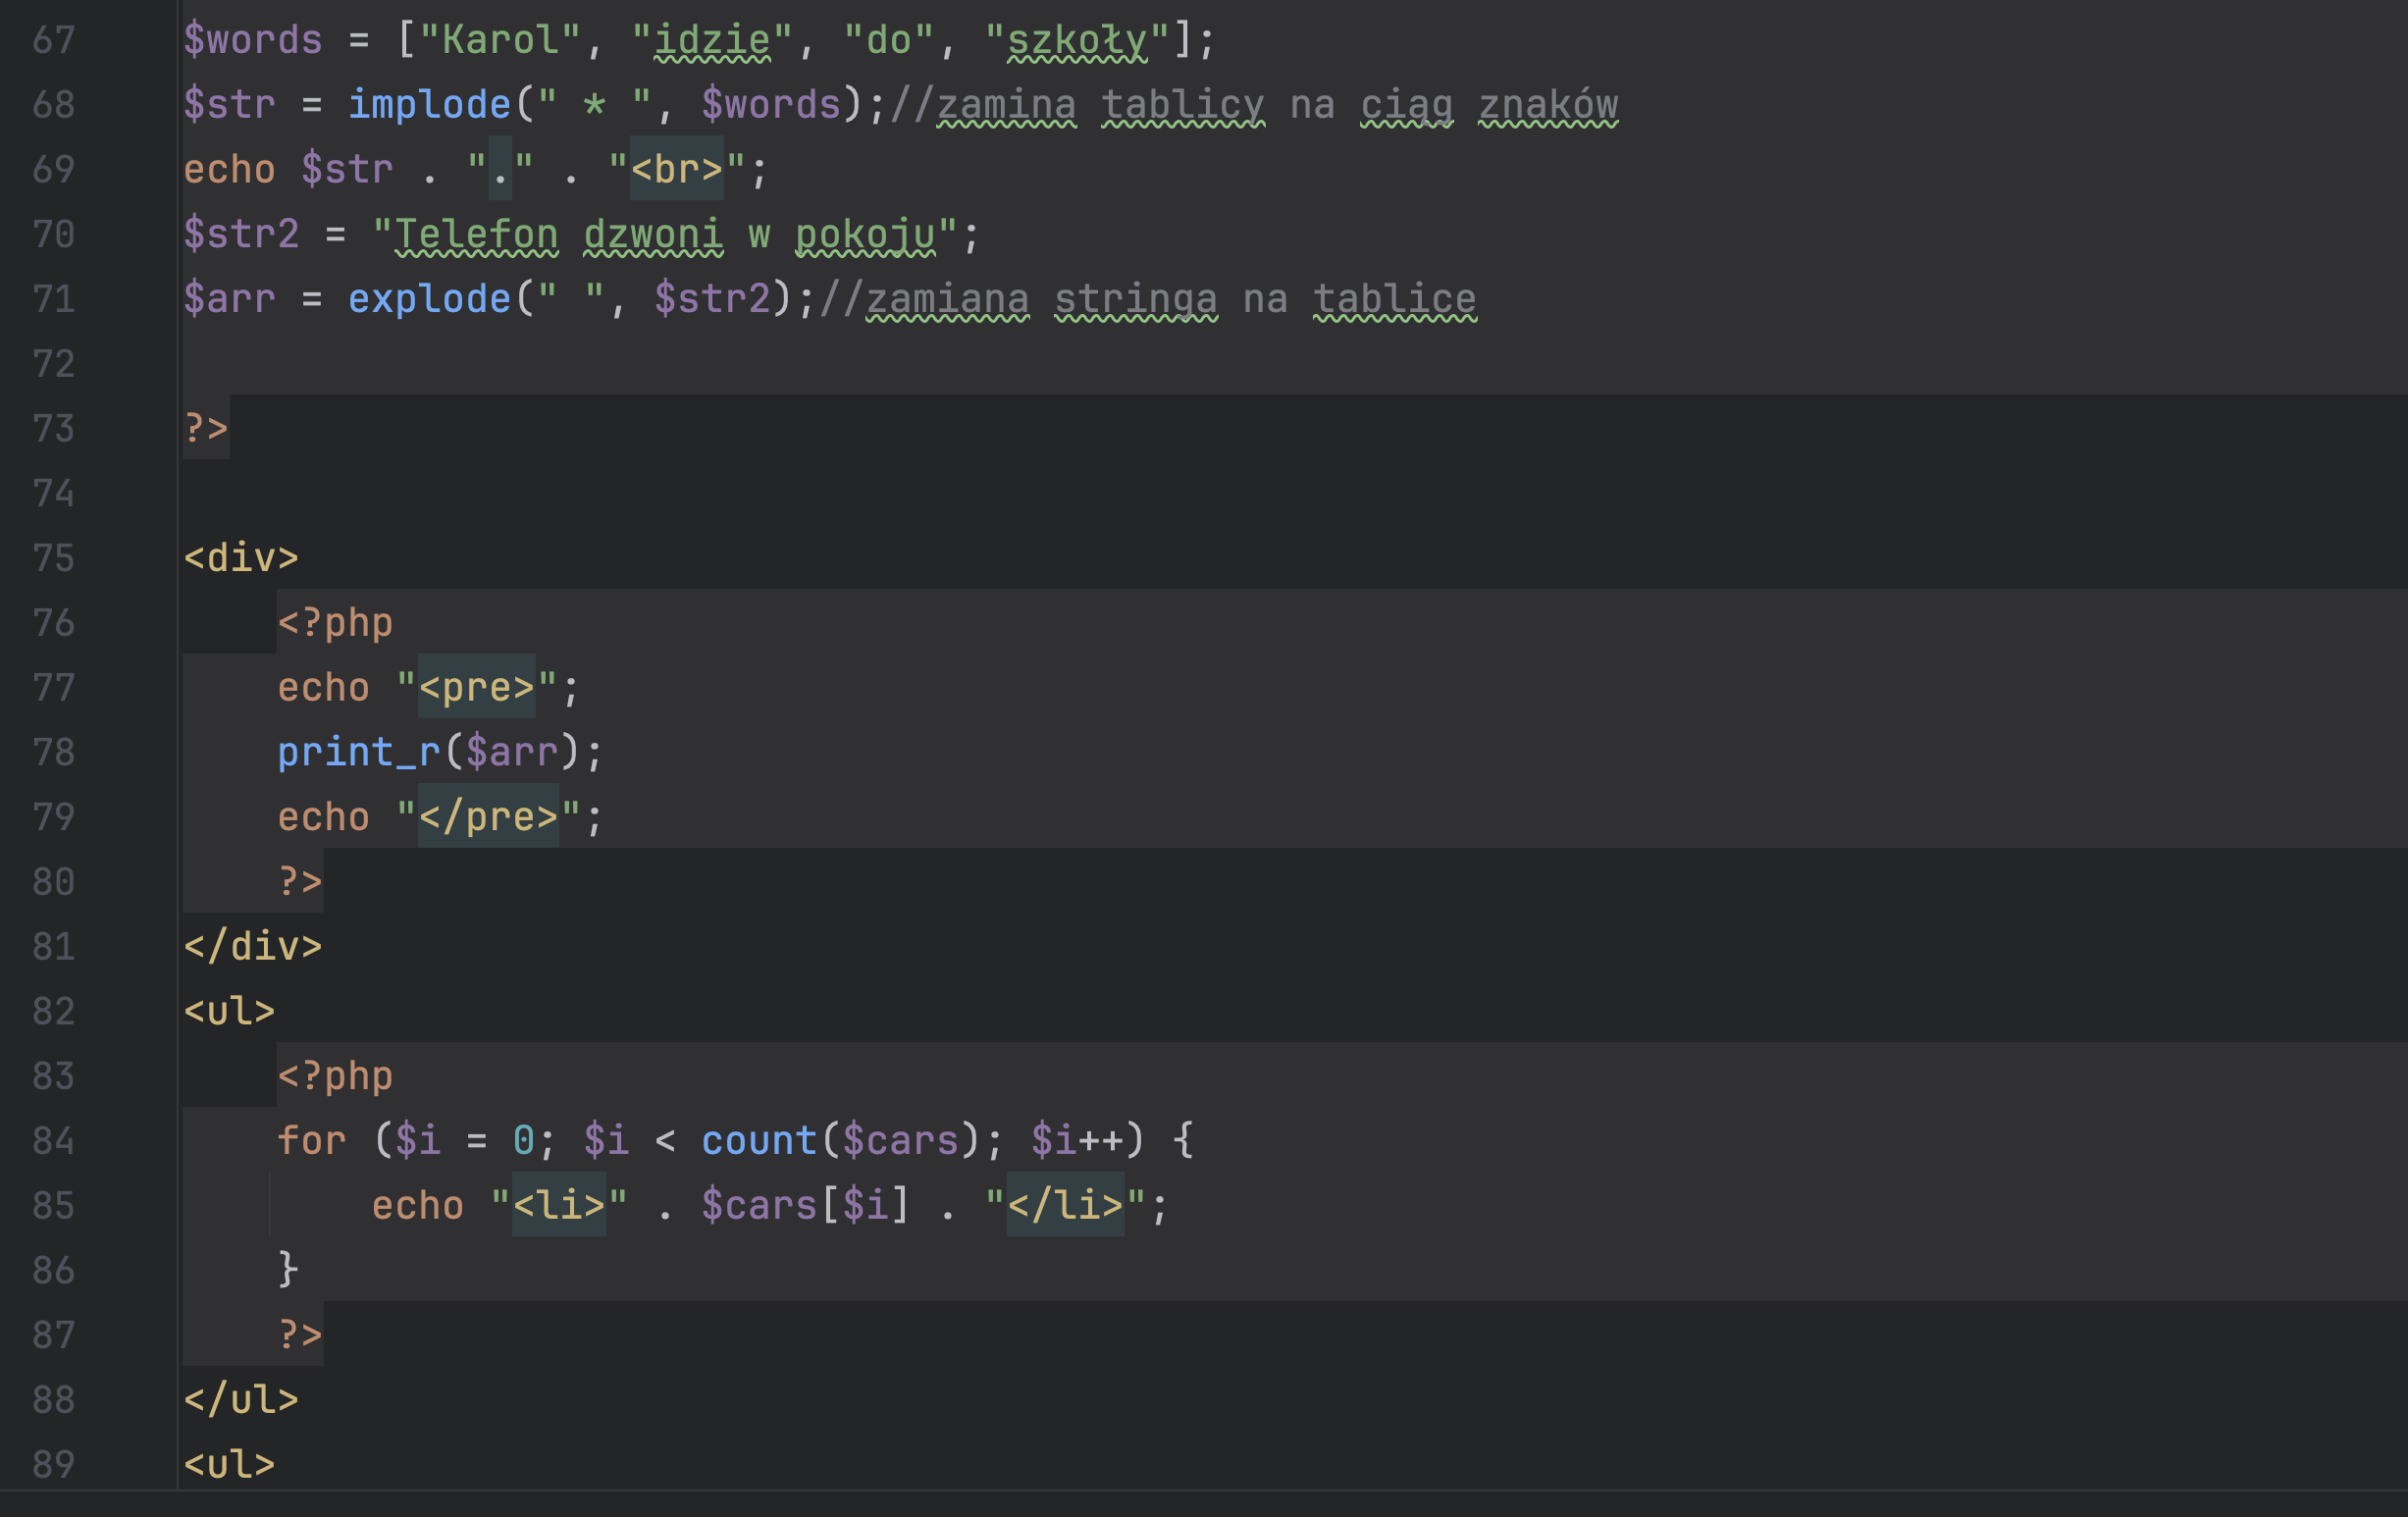 67 $words = ["Karol", "idzie", "do", "szkoły"];
68 $str = implode(" * ", $words);//zamina tablicy na ciąg znaków
69 echo $str . "." . "<br>";
70 $str2 = "Telefon dzwoni w pokoju";
71 $arr = explode(" ", $str2);//zamiana stringa na tablice
72
73 ?>
74
75 <div>
76     <?php
77     echo "<pre>";
78     print_r($arr);
79     echo "</pre>";
80     ?>
81 </div>
82 <ul>
83     <?php
84     for ($i = 0; $i < count($cars); $i++) {
85         echo "<li>" . $cars[$i] . "</li>";
86     }
87     ?>
88 </ul>
89 <ul>